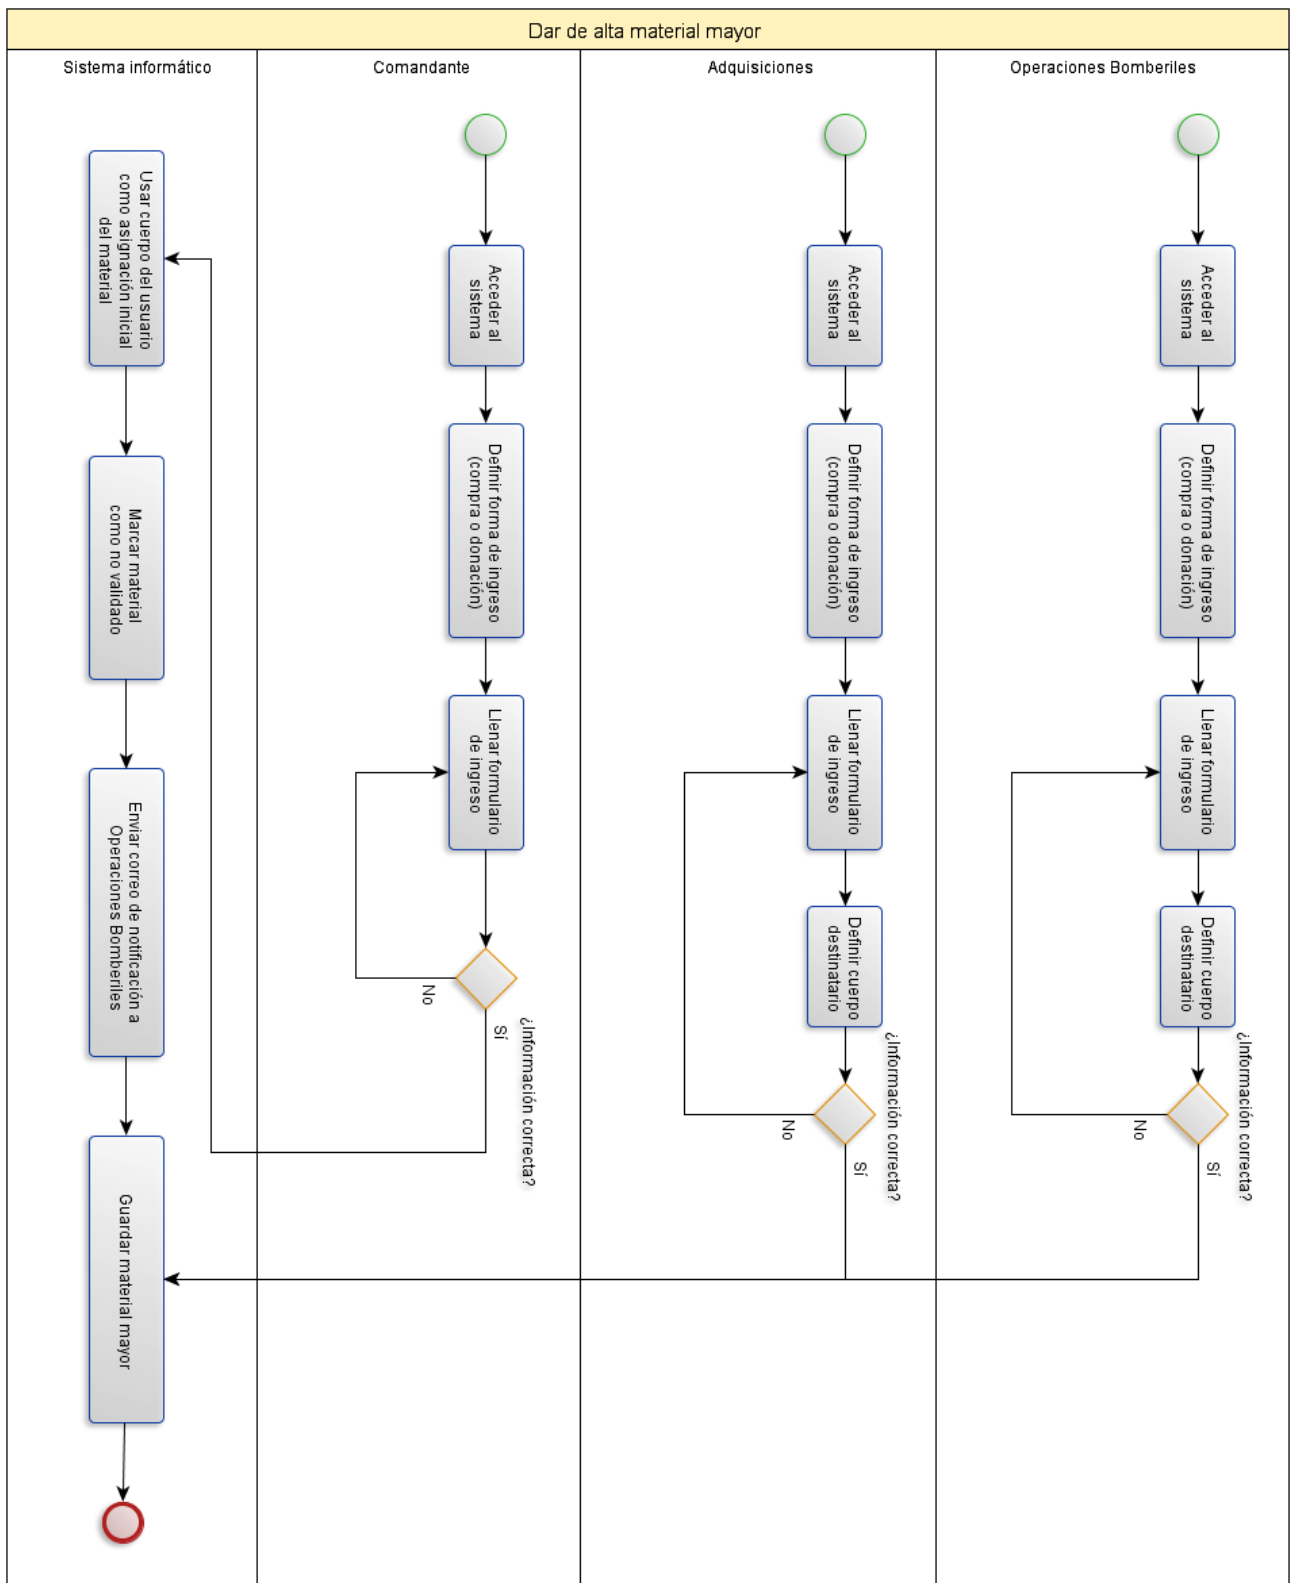 Dar de alta material mayor
Sistema informático
Comandante
Adquisiciones
Operaciones Bomberiles
Usar cuerpo del usuario
como asignación inicial
del material
Marcar material
como no validado
Enviar correo de notificación a
Operaciones Bomberiles
Guardar material mayor
Acceder al
sistema
Definir forma de ingreso
(compra o donación)
Llenar formulario
de ingreso
¿Información correcta?
No
Sí
Acceder al
sistema
Definir forma de ingreso
(compra o donación)
Llenar formulario
de ingreso
Definir cuerpo
destinatario
¿Información correcta?
No
Sí
Acceder al
sistema
Definir forma de ingreso
(compra o donación)
Llenar formulario
de ingreso
Definir cuerpo
destinatario
¿Información correcta?
No
Sí